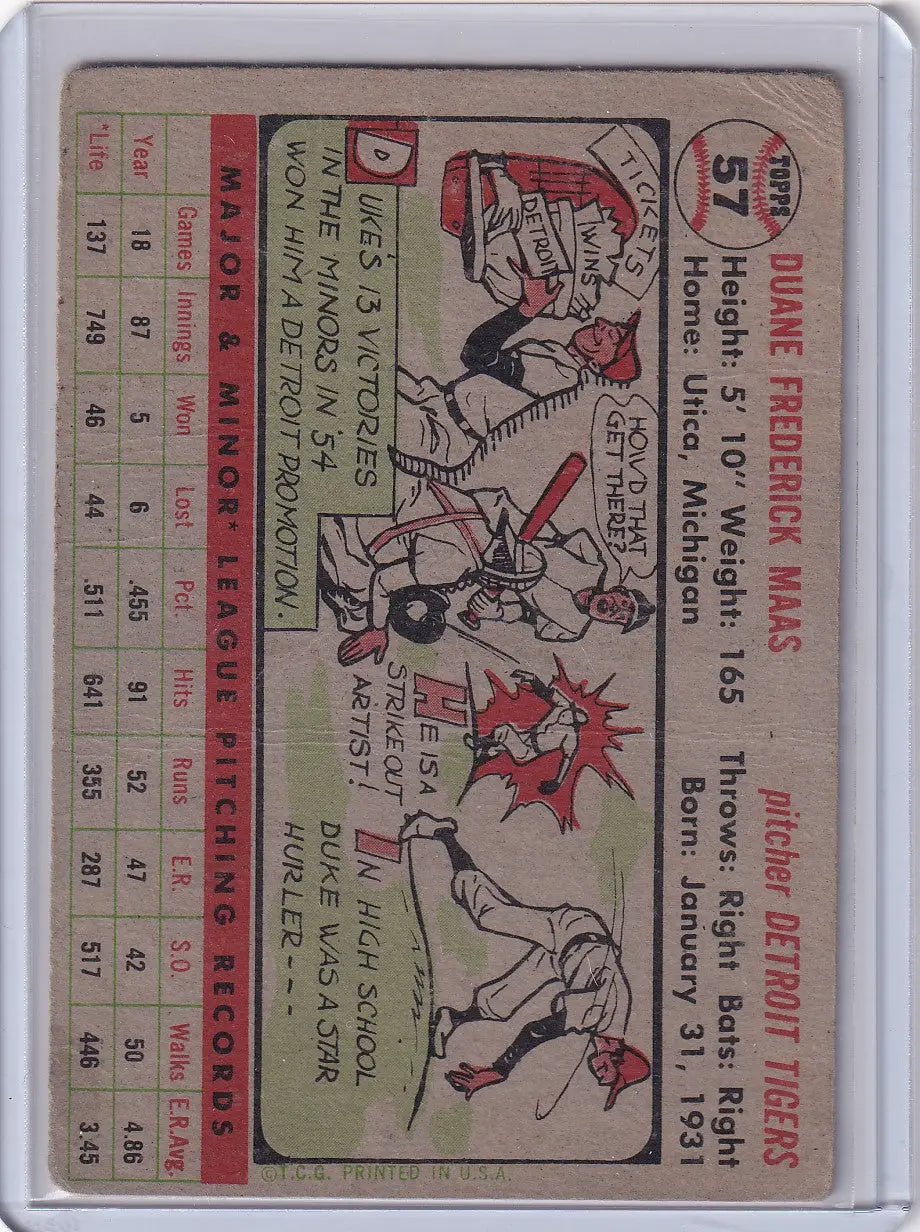 TOPPS
57
DUANE FREDERICK MAAS
pitcher DETROIT TIGERS
Height: 5' 10" Weight: 165 Throws: Right Bats: Right
Home: Utica, Michigan Born: January 31, 1931
TICKETS
TWINS
DETROIT
HOW'D THAT
GET THERE?
DUKE'S 13 VICTORIES
IN THE MINORS IN '54
WON HIM A DETROIT PROMOTION.
HE IS A
STRIKEOUT
ARTIST!
IN HIGH SCHOOL
DUKE WAS A STAR
HURLER---
©T.C.G. PRINTED IN U.S.A.
MAJOR & MINOR* LEAGUE PITCHING RECORDS
Games Innings Won Lost Pct. Hits Runs E.R. S.O. Walks E.R.Avg.
Year 18 87 5 6 .455 91 52 47 42 50 4.86
*Life 137 749 46 44 .511 641 355 287 517 446 3.45